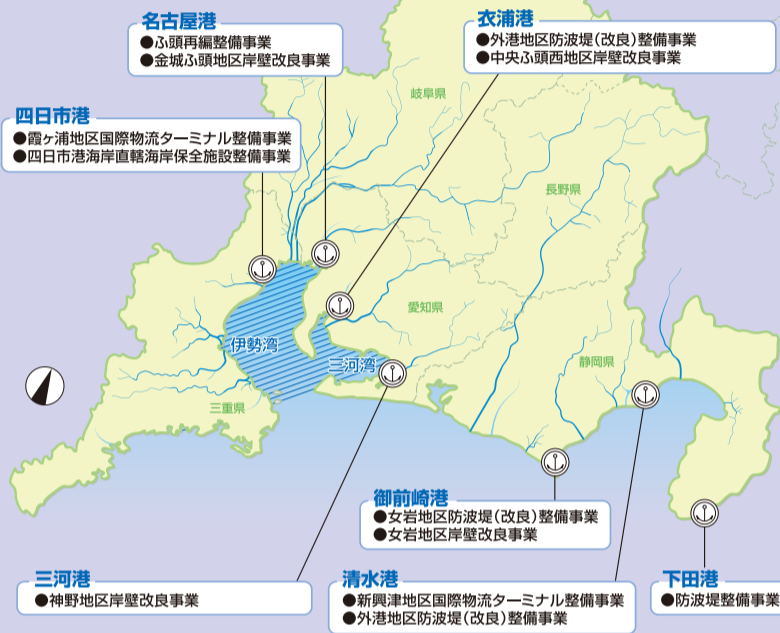 名古屋港
●ふ頭再編整備事業
●金城ふ頭地区岸壁改良事業
衣浦港
●外港地区防波堤（改良）整備事業
●中央ふ頭西地区岸壁改良事業
四日市港
●霞ヶ浦地区国際物流ターミナル整備事業
●四日市港海岸直轄海岸保全施設整備事業
岐阜県
長野県
愛知県
伊勢湾
三河湾
静岡県
三重県
御前崎港
●女岩地区防波堤（改良）整備事業
●女岩地区岸壁改良事業
三河港
●神野地区岸壁改良事業
清水港
●新興津地区国際物流ターミナル整備事業
●外港地区防波堤（改良）整備事業
下田港
●防波堤整備事業